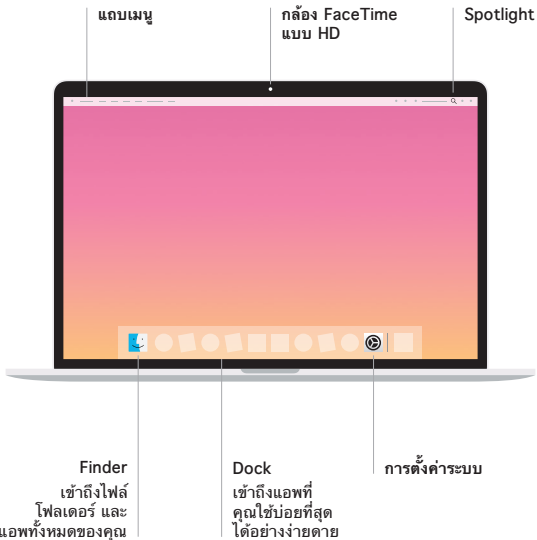 แถบเมนู
กล้อง FaceTime
แบบ HD
Spotlight
Finder
เข้าถึงไฟล์
โฟลเดอร์ และ
แอพทั้งหมดของคุณ
Dock
เข้าถึงแอพที่
คุณใช้บ่อยที่สุด
ได้อย่างง่ายดาย
การตั้งค่าระบบ